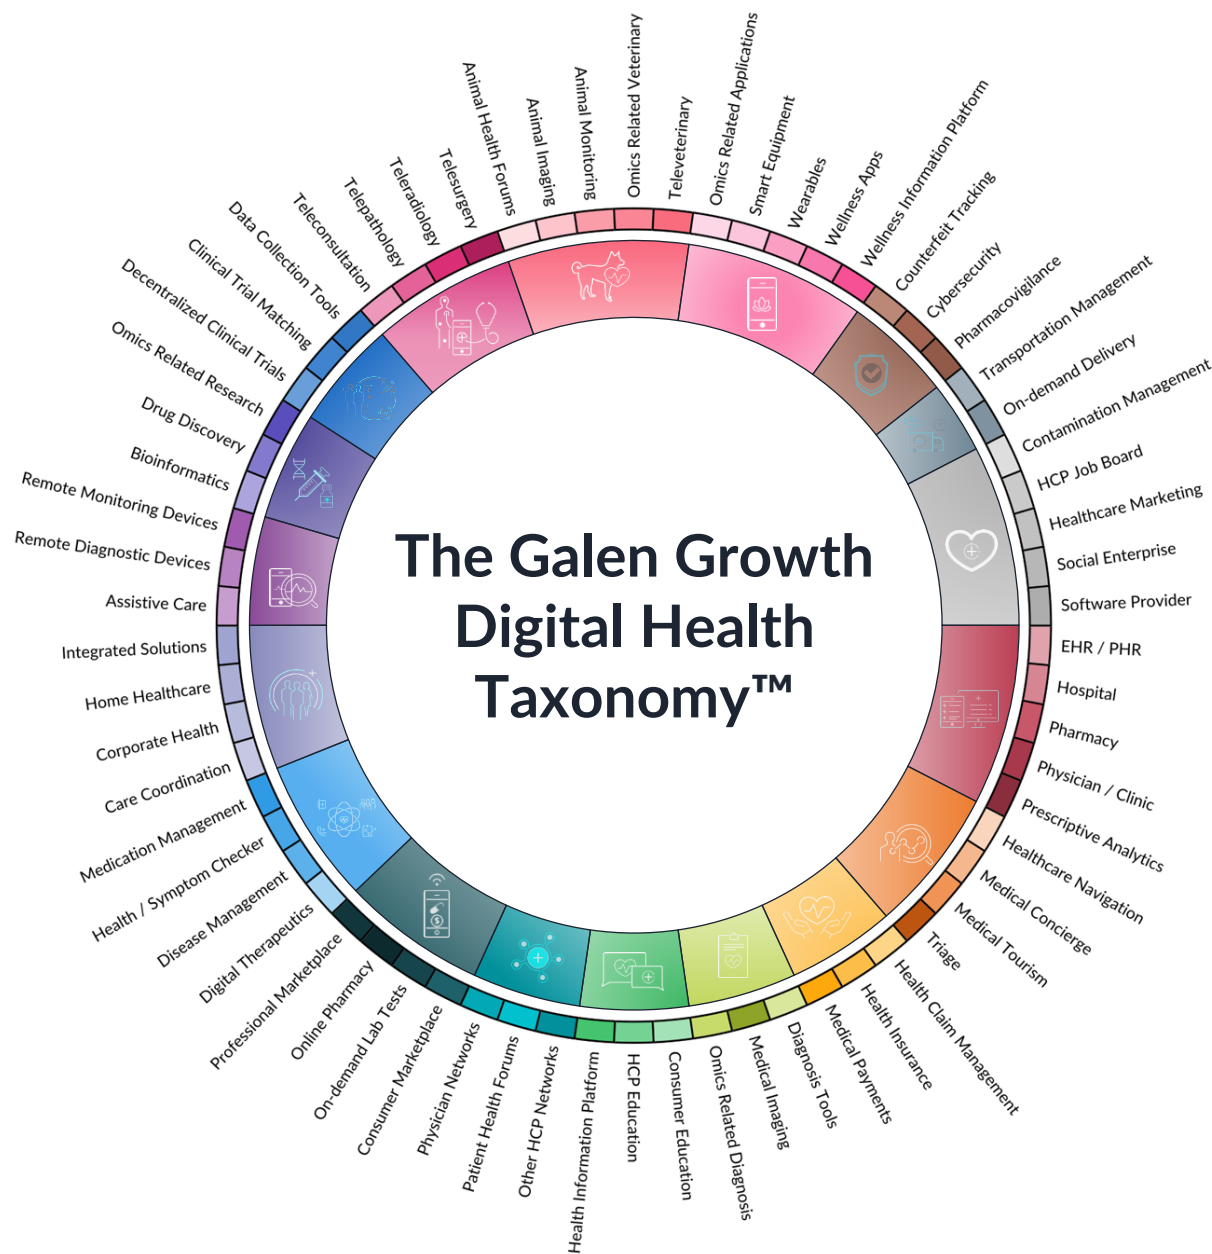 The Galen Growth
Digital Health
Taxonomy™
Animal Health Forums
Animal Imaging
Animal Monitoring
Omics Related Veterinary
Televeterinary
Omics Related Applications
Smart Equipment
Wearables
Wellness Apps
Wellness Information Platform
Counterfeit Tracking
Cybersecurity
Pharmacovigilance
Transportation Management
On-demand Delivery
Contamination Management
HCP Job Board
Healthcare Marketing
Social Enterprise
Software Provider
EHR / PHR
Hospital
Pharmacy
Physician / Clinic
Prescriptive Analytics
Healthcare Navigation
Medical Concierge
Medical Tourism
Triage
Health Claim Management
Health Insurance
Medical Payments
Diagnosis Tools
Medical Imaging
Omics Related Diagnosis
Consumer Education
HCP Education
Health Information Platform
Other HCP Networks
Patient Health Forums
Physician Networks
Consumer Marketplace
On-demand Lab Tests
Online Pharmacy
Professional Marketplace
Digital Therapeutics
Disease Management
Health / Symptom Checker
Medication Management
Care Coordination
Corporate Health
Home Healthcare
Integrated Solutions
Assistive Care
Remote Diagnostic Devices
Remote Monitoring Devices
Bioinformatics
Drug Discovery
Omics Related Research
Decentralized Clinical Trials
Clinical Trial Matching
Data Collection Tools
Teleconsultation
Telepathology
Teleradiology
Telesurgery